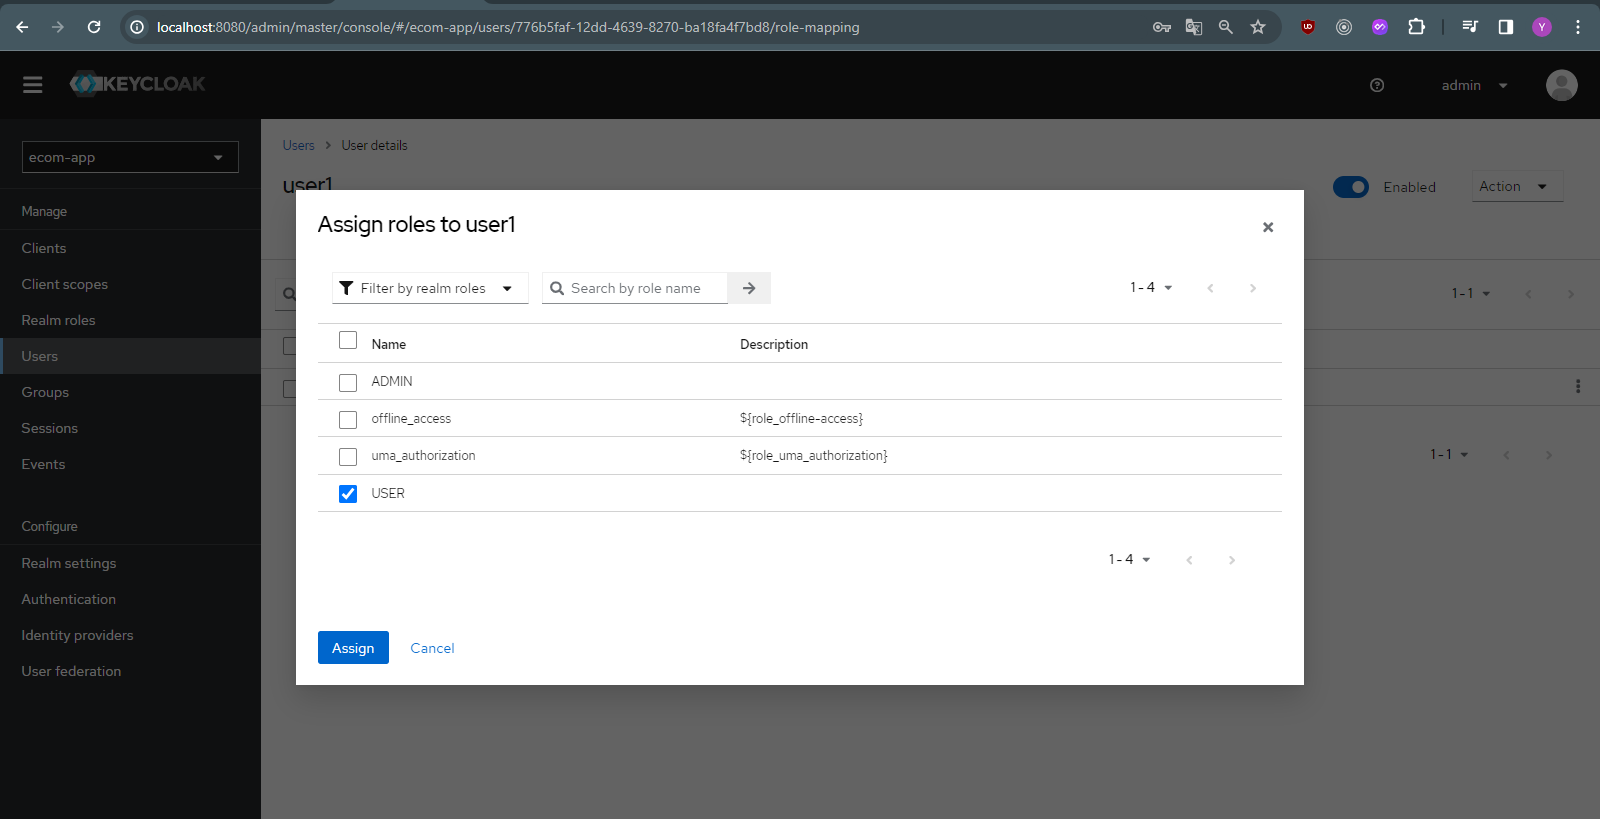 localhost:8080/admin/master/console/#/ecom-app/users/776b5faf-12dd-4639-8270-ba18fa4f7bd8/role-mapping
Y
KEYCLOAK
admin
ecom-app
Manage
Clients
Client scopes
Realm roles
Users
Groups
Sessions
Events
Configure
Realm settings
Authentication
Identity providers
User federation
Users > User details
user1
Enabled
Action
1-1
1-1
Assign roles to user1
Filter by realm roles
Search by role name
1-4
Name Description
ADMIN
offline_access ${role_offline-access}
uma_authorization ${role_uma_authorization}
USER
1-4
Assign Cancel